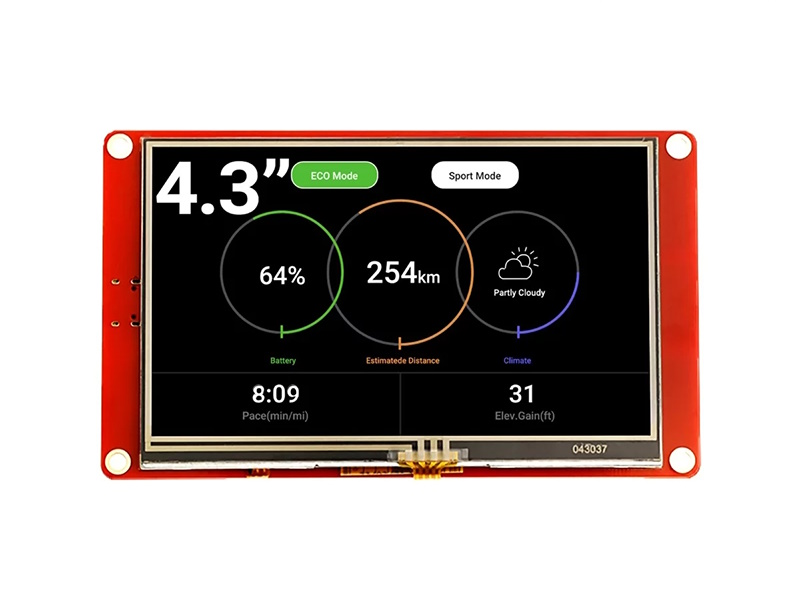 4.3”
ECO Mode
Sport Mode
64%
254km
Partly Cloudy
Battery
Estimatede Distance
Climate
8:09
31
Pace(min/mi)
Elev.Gain(ft)
043037